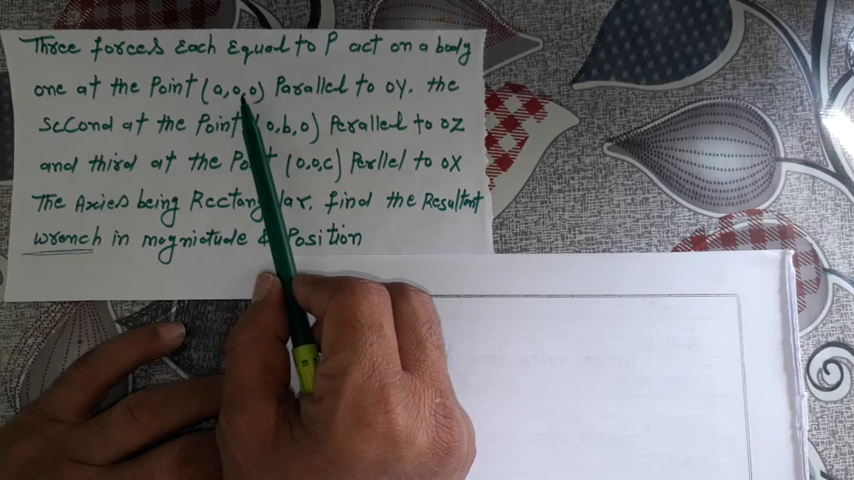 Three forces Each Equal to P act on a body
one at the Point (a,0,0) Parallel to OY. the
second at the Point (0,b,0) Parallel to OZ
and third at the Point (0,0,c) Perllel to OX
The Axies being Rectangular. find the Resultant
wrench in magnitude & Position